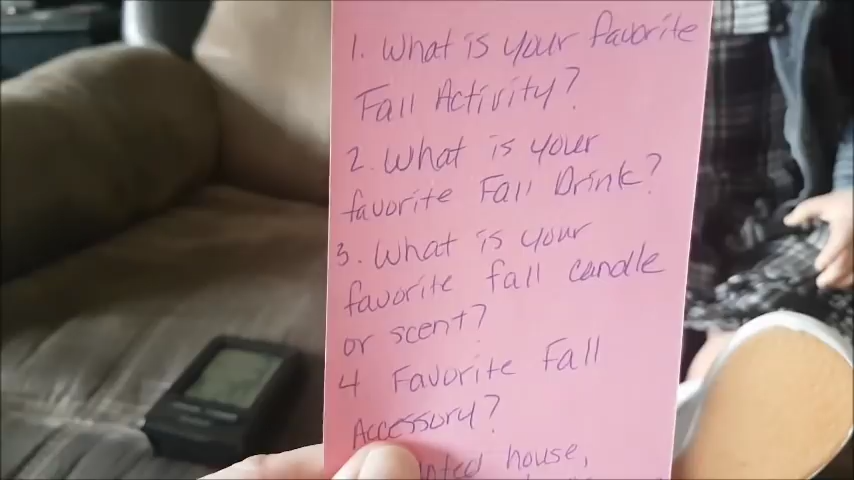 1. What is your favorite
Fall Activity?
2. What is your
favorite Fall Drink?
3. What is your
favorite fall candle
or scent?
4 Favorite Fall
Accessory?
house,